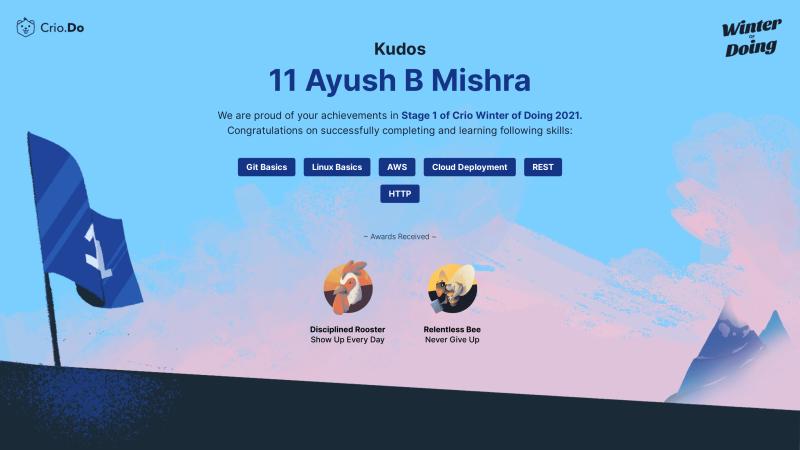 Crio.Do
Winter
OF
Doing
Kudos
11 Ayush B Mishra
We are proud of your achievements in Stage 1 of Crio Winter of Doing 2021.
Congratulations on successfully completing and learning following skills:
Git Basics Linux Basics AWS Cloud Deployment REST
HTTP
~ Awards Received ~
1
Disciplined Rooster Relentless Bee
Show Up Every Day Never Give Up